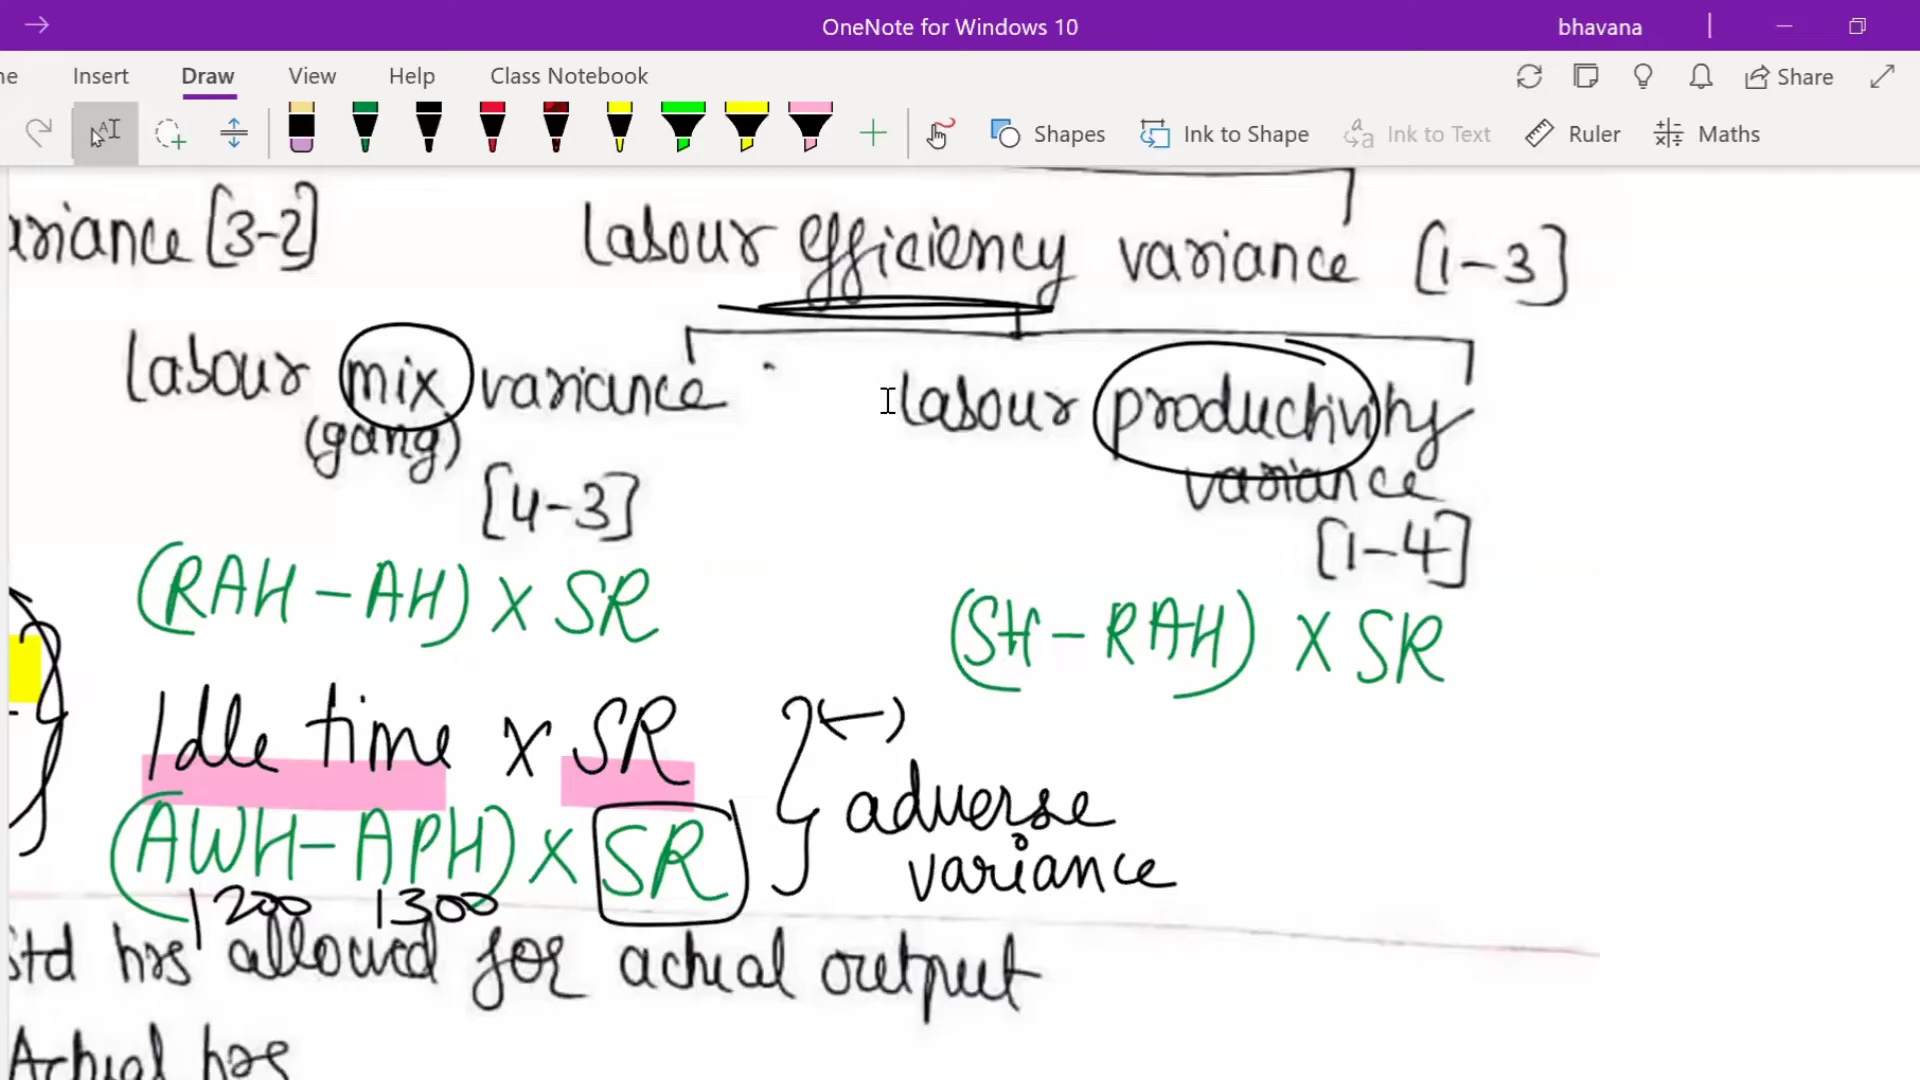 OneNote for Windows 10
bhavana
Insert Draw View Help Class Notebook
Share
Shapes Ink to Shape Ink to Text Ruler Maths
ariance [3-2]
Labour efficiency variance [1-3]
Labour mix variance
(gang)
[4-3]
Labour productivity
variance
[1-4]
(RAH - AH) X SR
(SH - RAH) X SR
Idle time X SR
(AWH - APH) X SR
1200 1300
(-)
adverse
variance
std hrs allowed for actual output
Actual hrs